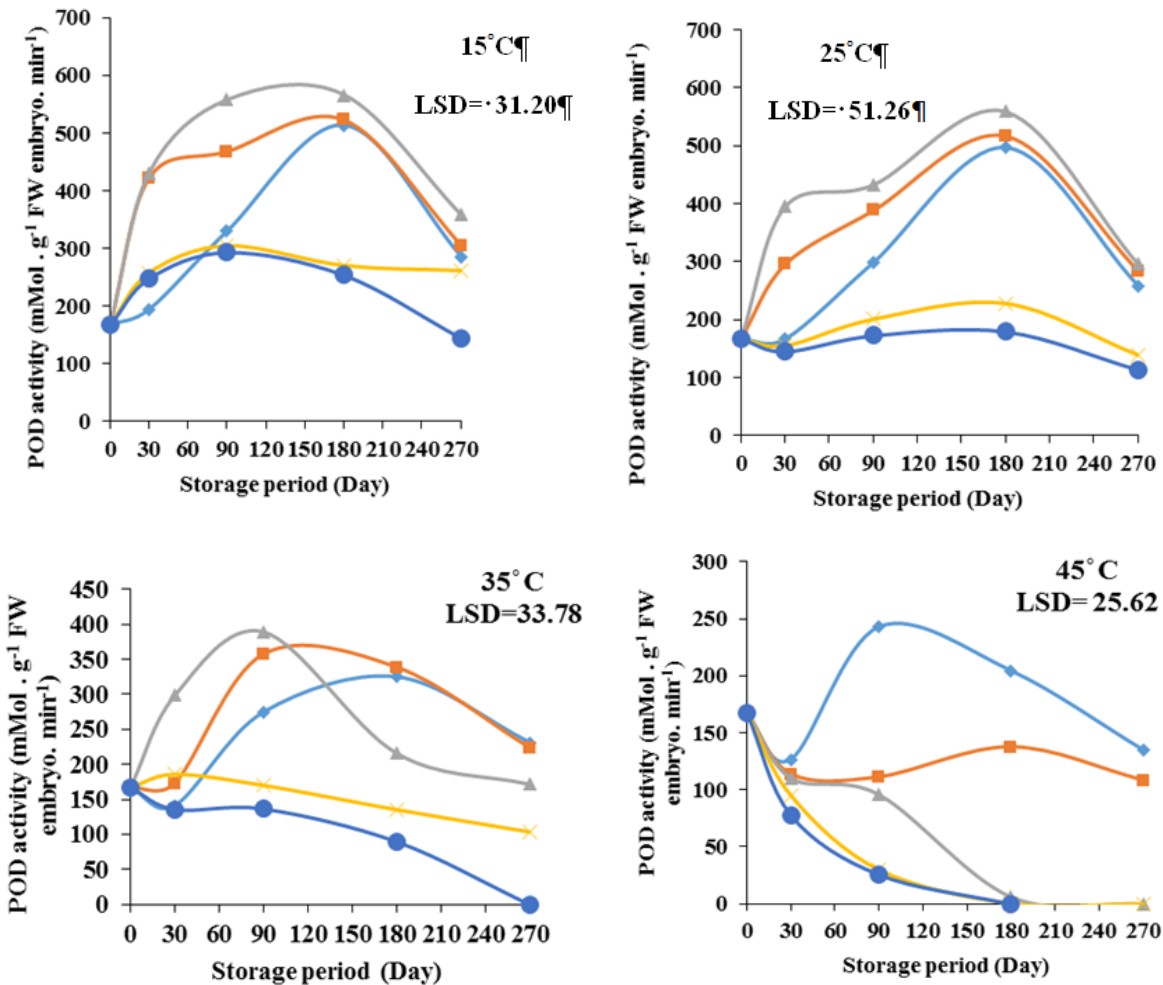 700
600
500
400
300
200
100
0
POD activity (mMol . g-1 FW embryo. min-1)
15°C¶
LSD=·31.20¶
0 30 60 90 120 150 180 210 240 270
Storage period (Day)
700
600
500
400
300
200
100
0
POD activity (mMol . g-1 FW embryo. min-1)
25°C¶
LSD=·51.26¶
0 30 60 90 120 150 180 210 240 270
Storage period (Day)
450
400
350
300
250
200
150
100
50
0
POD activity (mMol . g-1 FW
embryo. min-1)
35°C
LSD=33.78
0 30 60 90 120 150 180 210 240 270
Storage period (Day)
300
250
200
150
100
50
0
POD activity (mMol . g-1 FW
embryo. min-1)
45°C
LSD= 25.62
0 30 60 90 120 150 180 210 240 270
Storage period (Day)